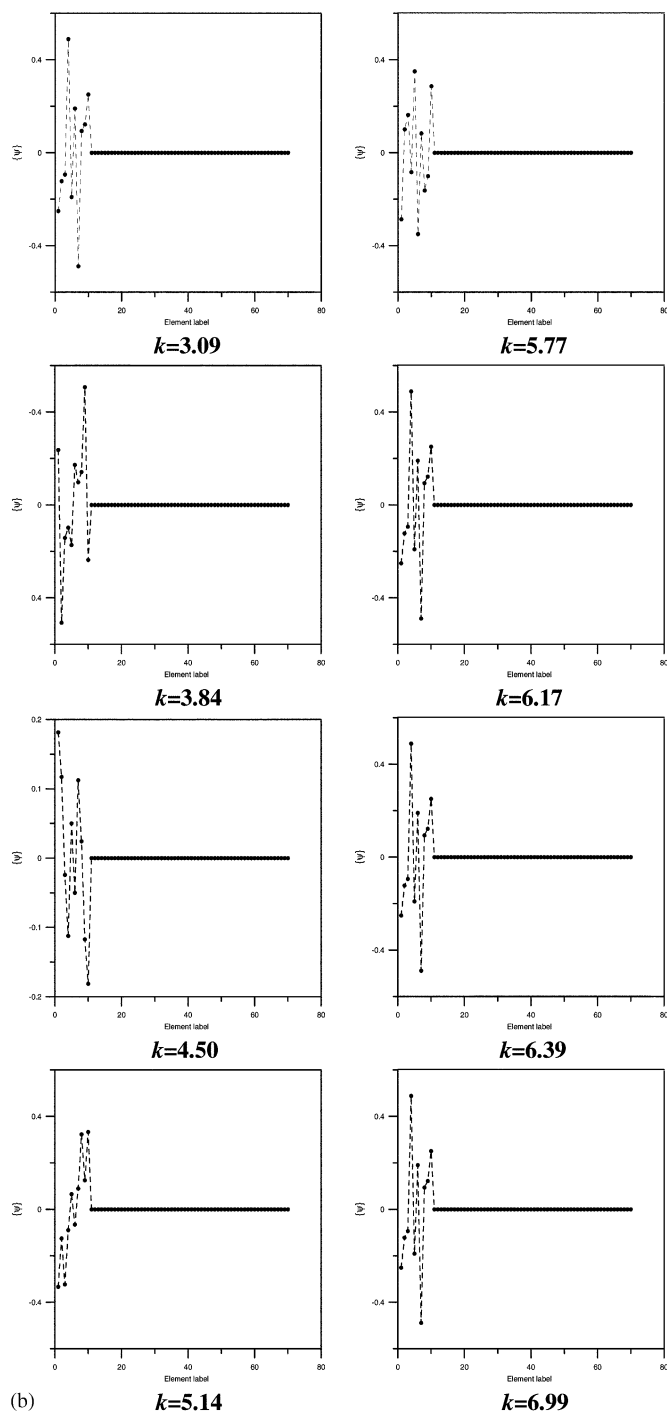 0.4
0
-0.4
{ψ}
0 20 40 60 80
Element label
k=3.09
0.4
0
-0.4
{ψ}
0 20 40 60 80
Element label
k=5.77
-0.4
0
0.4
{ψ}
0 20 40 60 80
Element label
k=3.84
0.4
0
-0.4
{ψ}
0 20 40 60 80
Element label
k=6.17
0.2
0.1
0
-0.1
-0.2
{ψ}
0 20 40 60 80
Element label
k=4.50
0.4
0
-0.4
{ψ}
0 20 40 60 80
Element label
k=6.39
0.4
0
-0.4
{ψ}
0 20 40 60 80
Element label
(b) k=5.14
0.4
0
-0.4
{ψ}
0 20 40 60 80
Element label
k=6.99